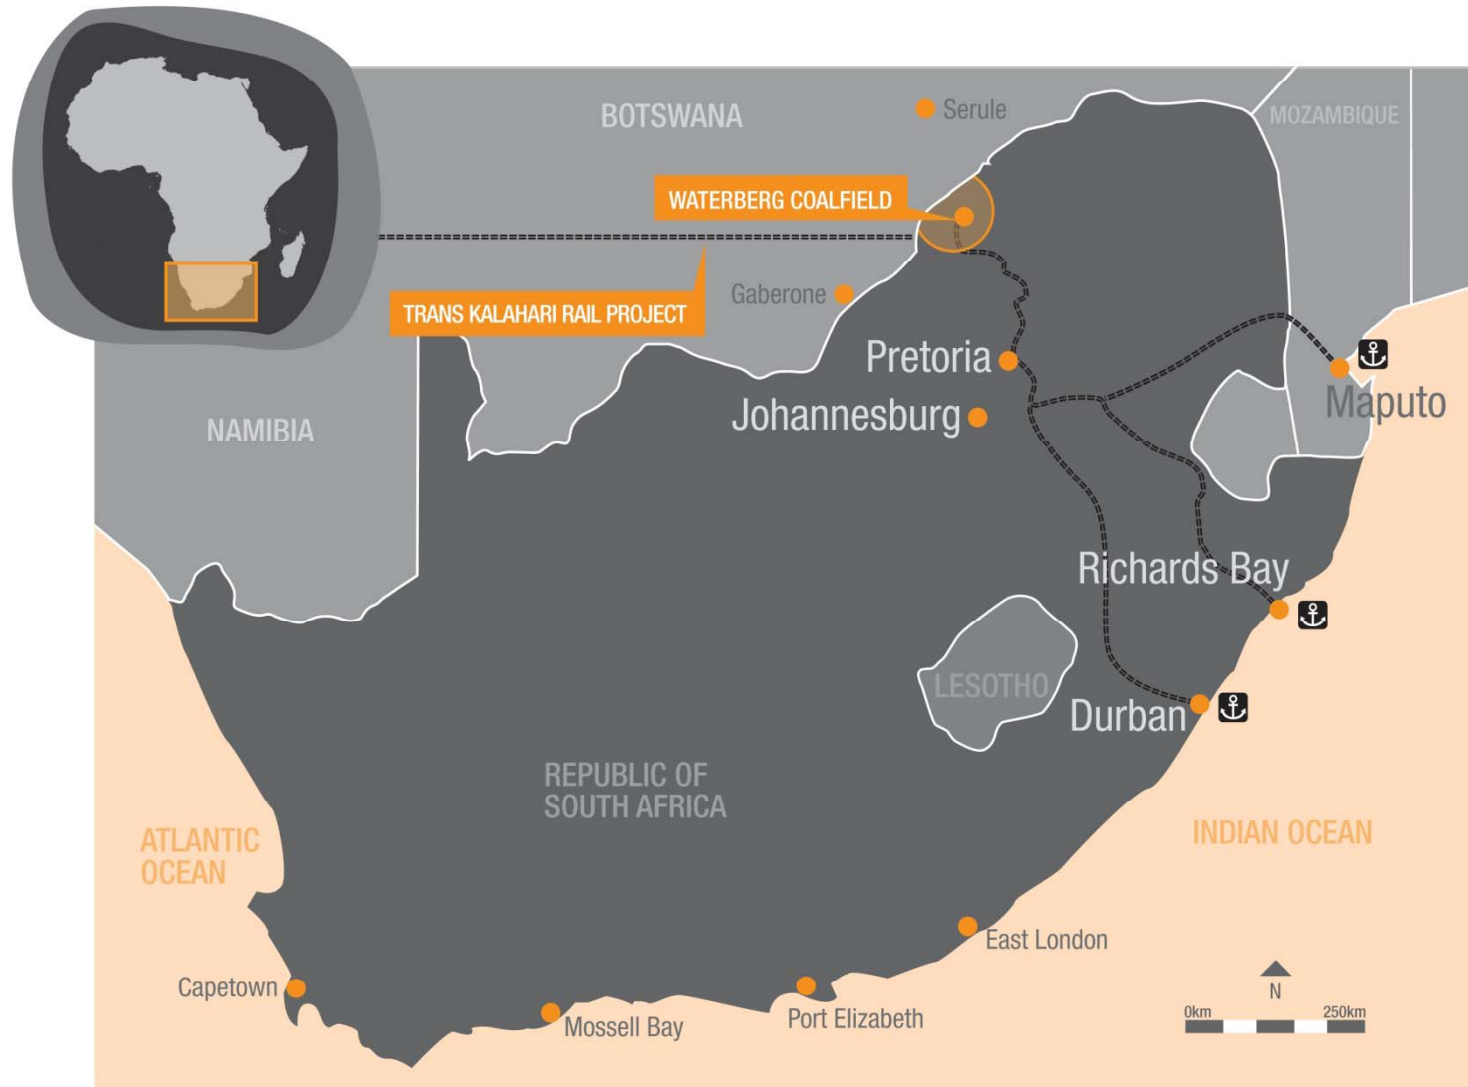 BOTSWANA
Serule
MOZAMBIQUE
WATERBERG COALFIELD
Gaberone
TRANS KALAHARI RAIL PROJECT
Pretoria
Maputo
Johannesburg
NAMIBIA
Richards Bay
LESOTHO
Durban
REPUBLIC OF
SOUTH AFRICA
ATLANTIC
OCEAN
INDIAN OCEAN
East London
Capetown
Mossell Bay
Port Elizabeth
N
0km 250km